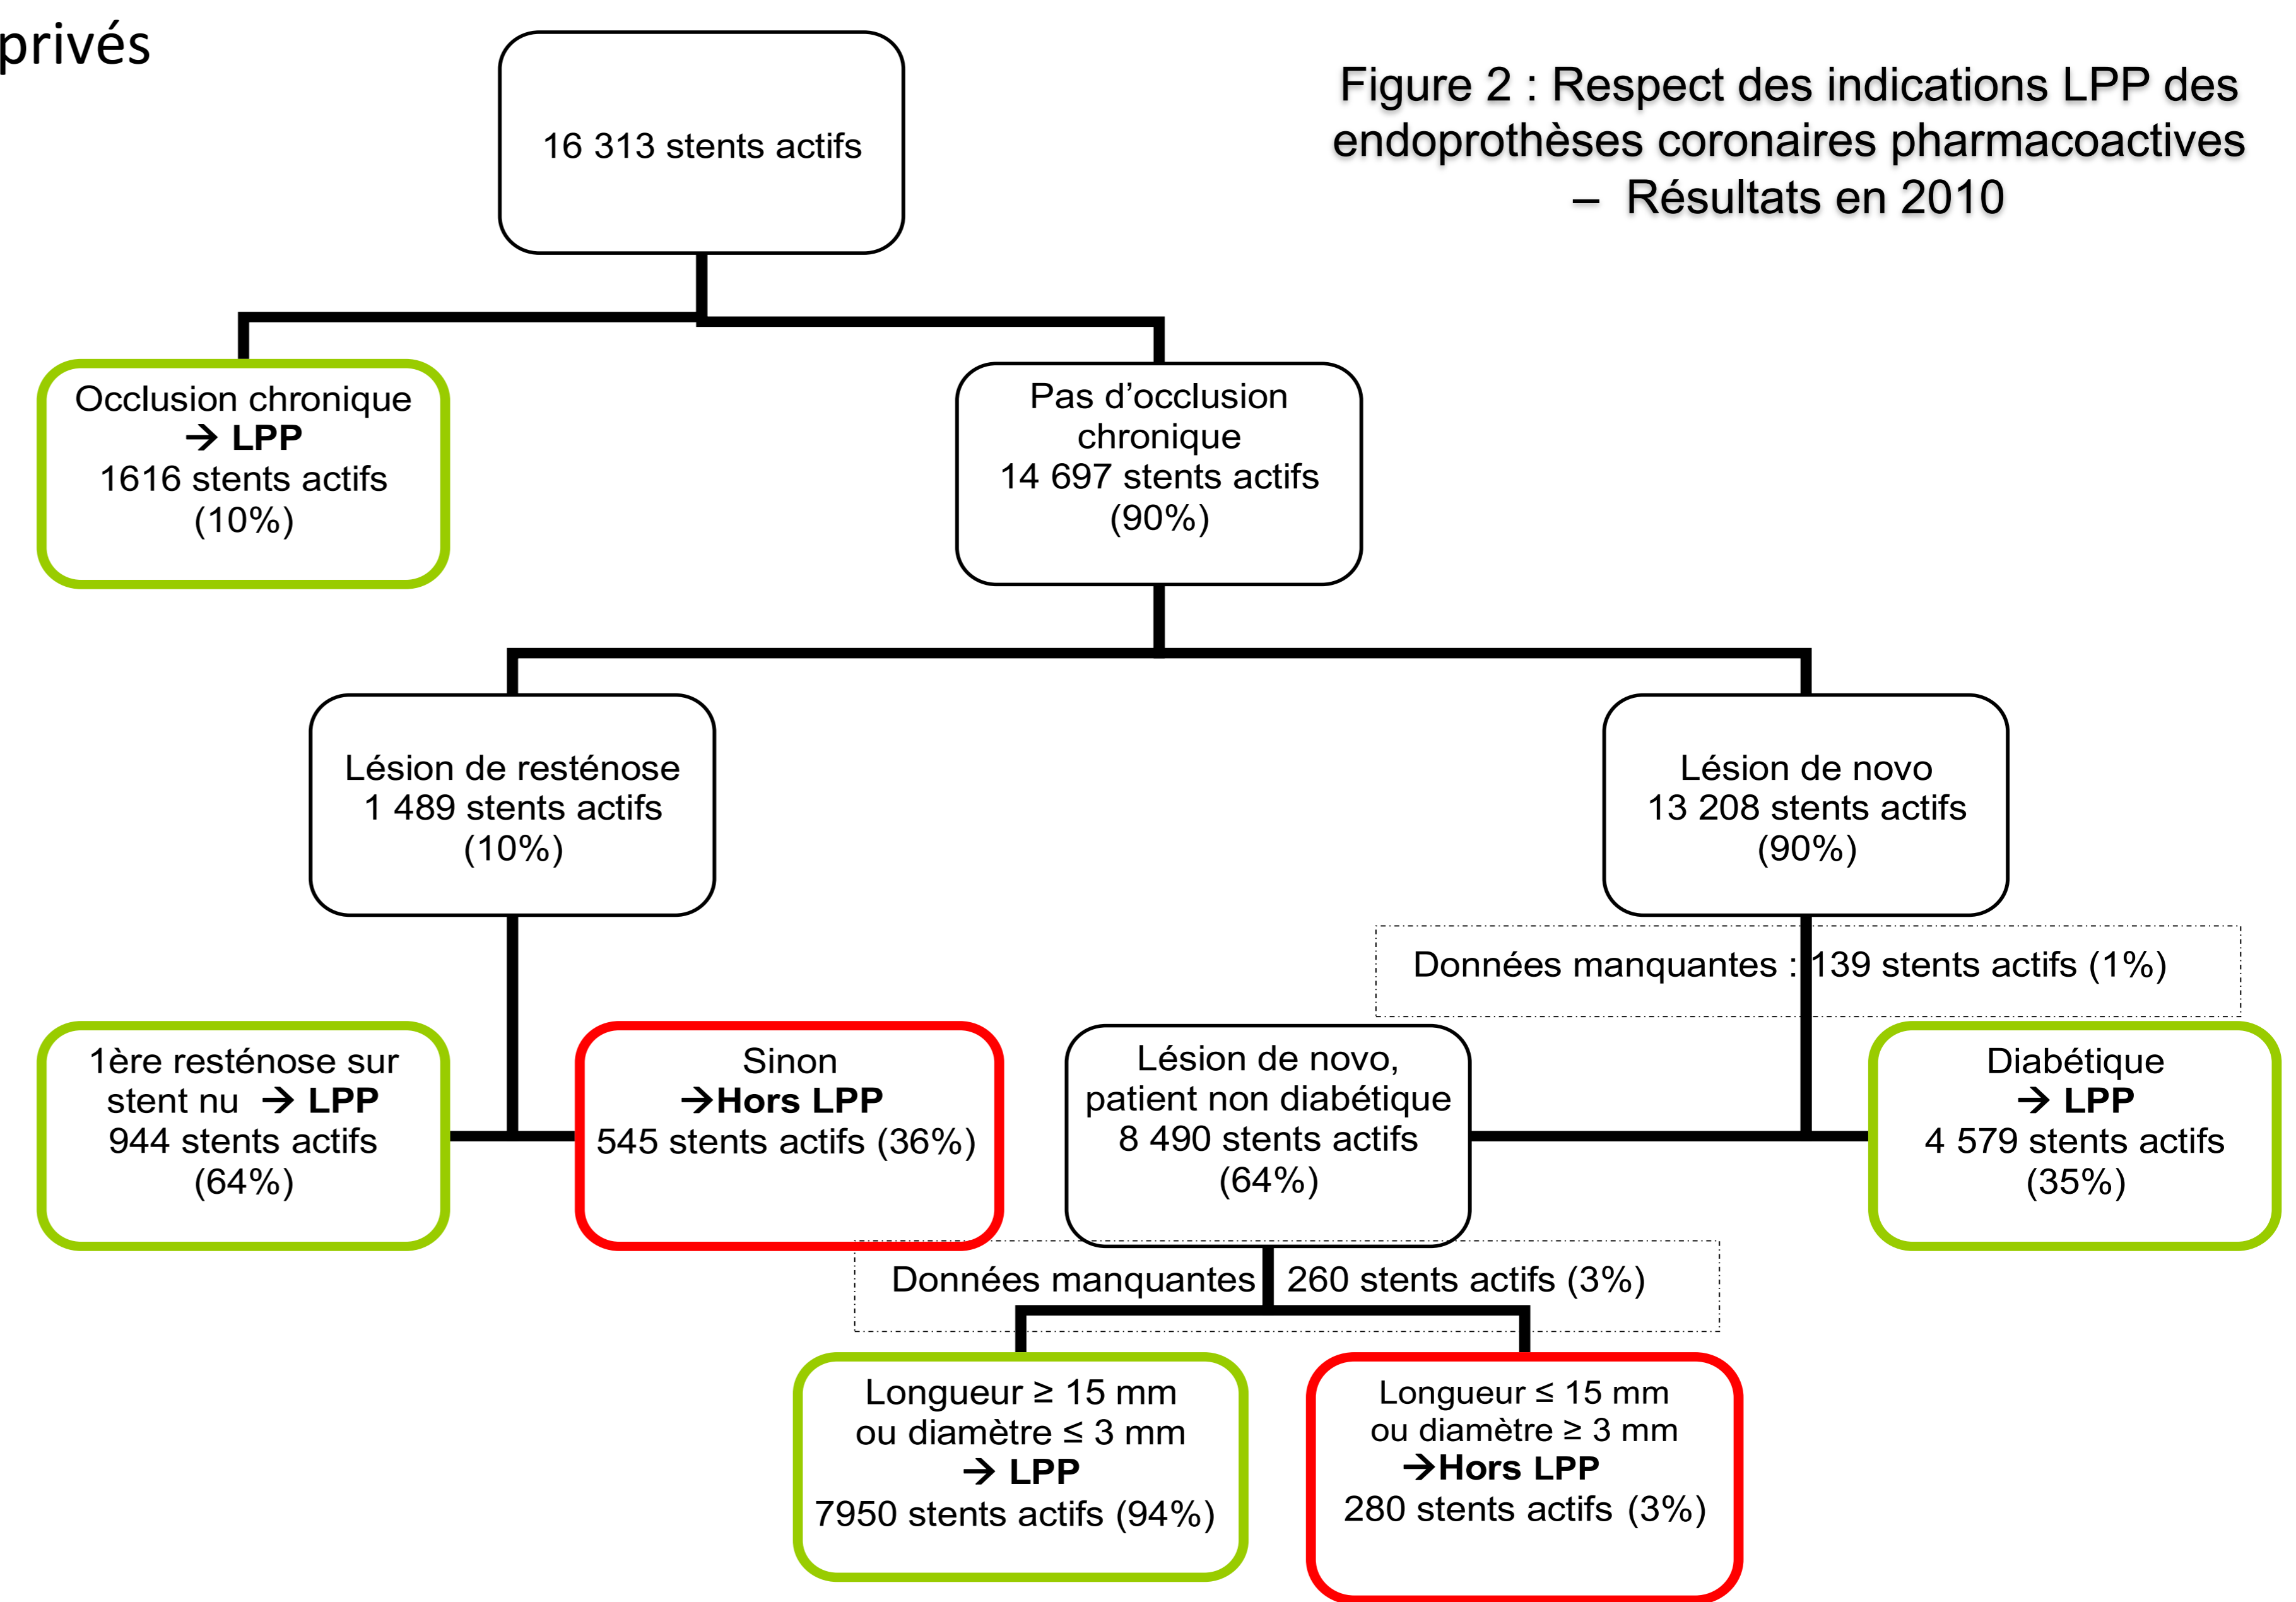 privés
Figure 2 : Respect des indications LPP des
endoprothèses coronaires pharmacoactives
– Résultats en 2010
16 313 stents actifs
Occlusion chronique
→ LPP
1616 stents actifs
(10%)
Pas d’occlusion
chronique
14 697 stents actifs
(90%)
Lésion de resténose
1 489 stents actifs
(10%)
Lésion de novo
13 208 stents actifs
(90%)
Données manquantes : 139 stents actifs (1%)
1ère resténose sur
stent nu → LPP
944 stents actifs
(64%)
Sinon
→Hors LPP
545 stents actifs (36%)
Lésion de novo,
patient non diabétique
8 490 stents actifs
(64%)
Diabétique
→ LPP
4 579 stents actifs
(35%)
Données manquantes 260 stents actifs (3%)
Longueur ≥ 15 mm
ou diamètre ≤ 3 mm
→ LPP
7950 stents actifs (94%)
Longueur ≤ 15 mm
ou diamètre ≥ 3 mm
→Hors LPP
280 stents actifs (3%)